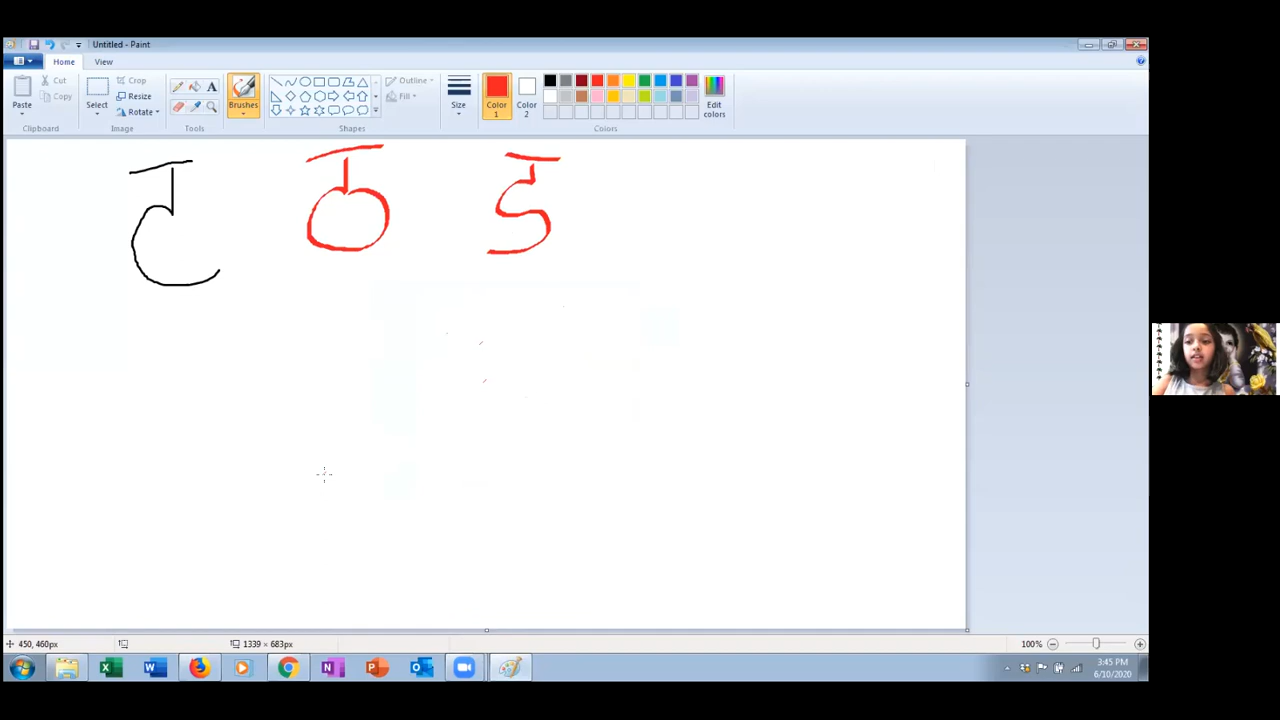 Untitled - Paint
Home View
Paste Cut Copy Select Crop Resize Rotate Brushes Outline Fill Size Color 1 Color 2 Edit colors
Clipboard Image Tools Shapes Colors
ट ठ ड
450, 460px 1339 × 683px 100%
3:45 PM
6/10/2020